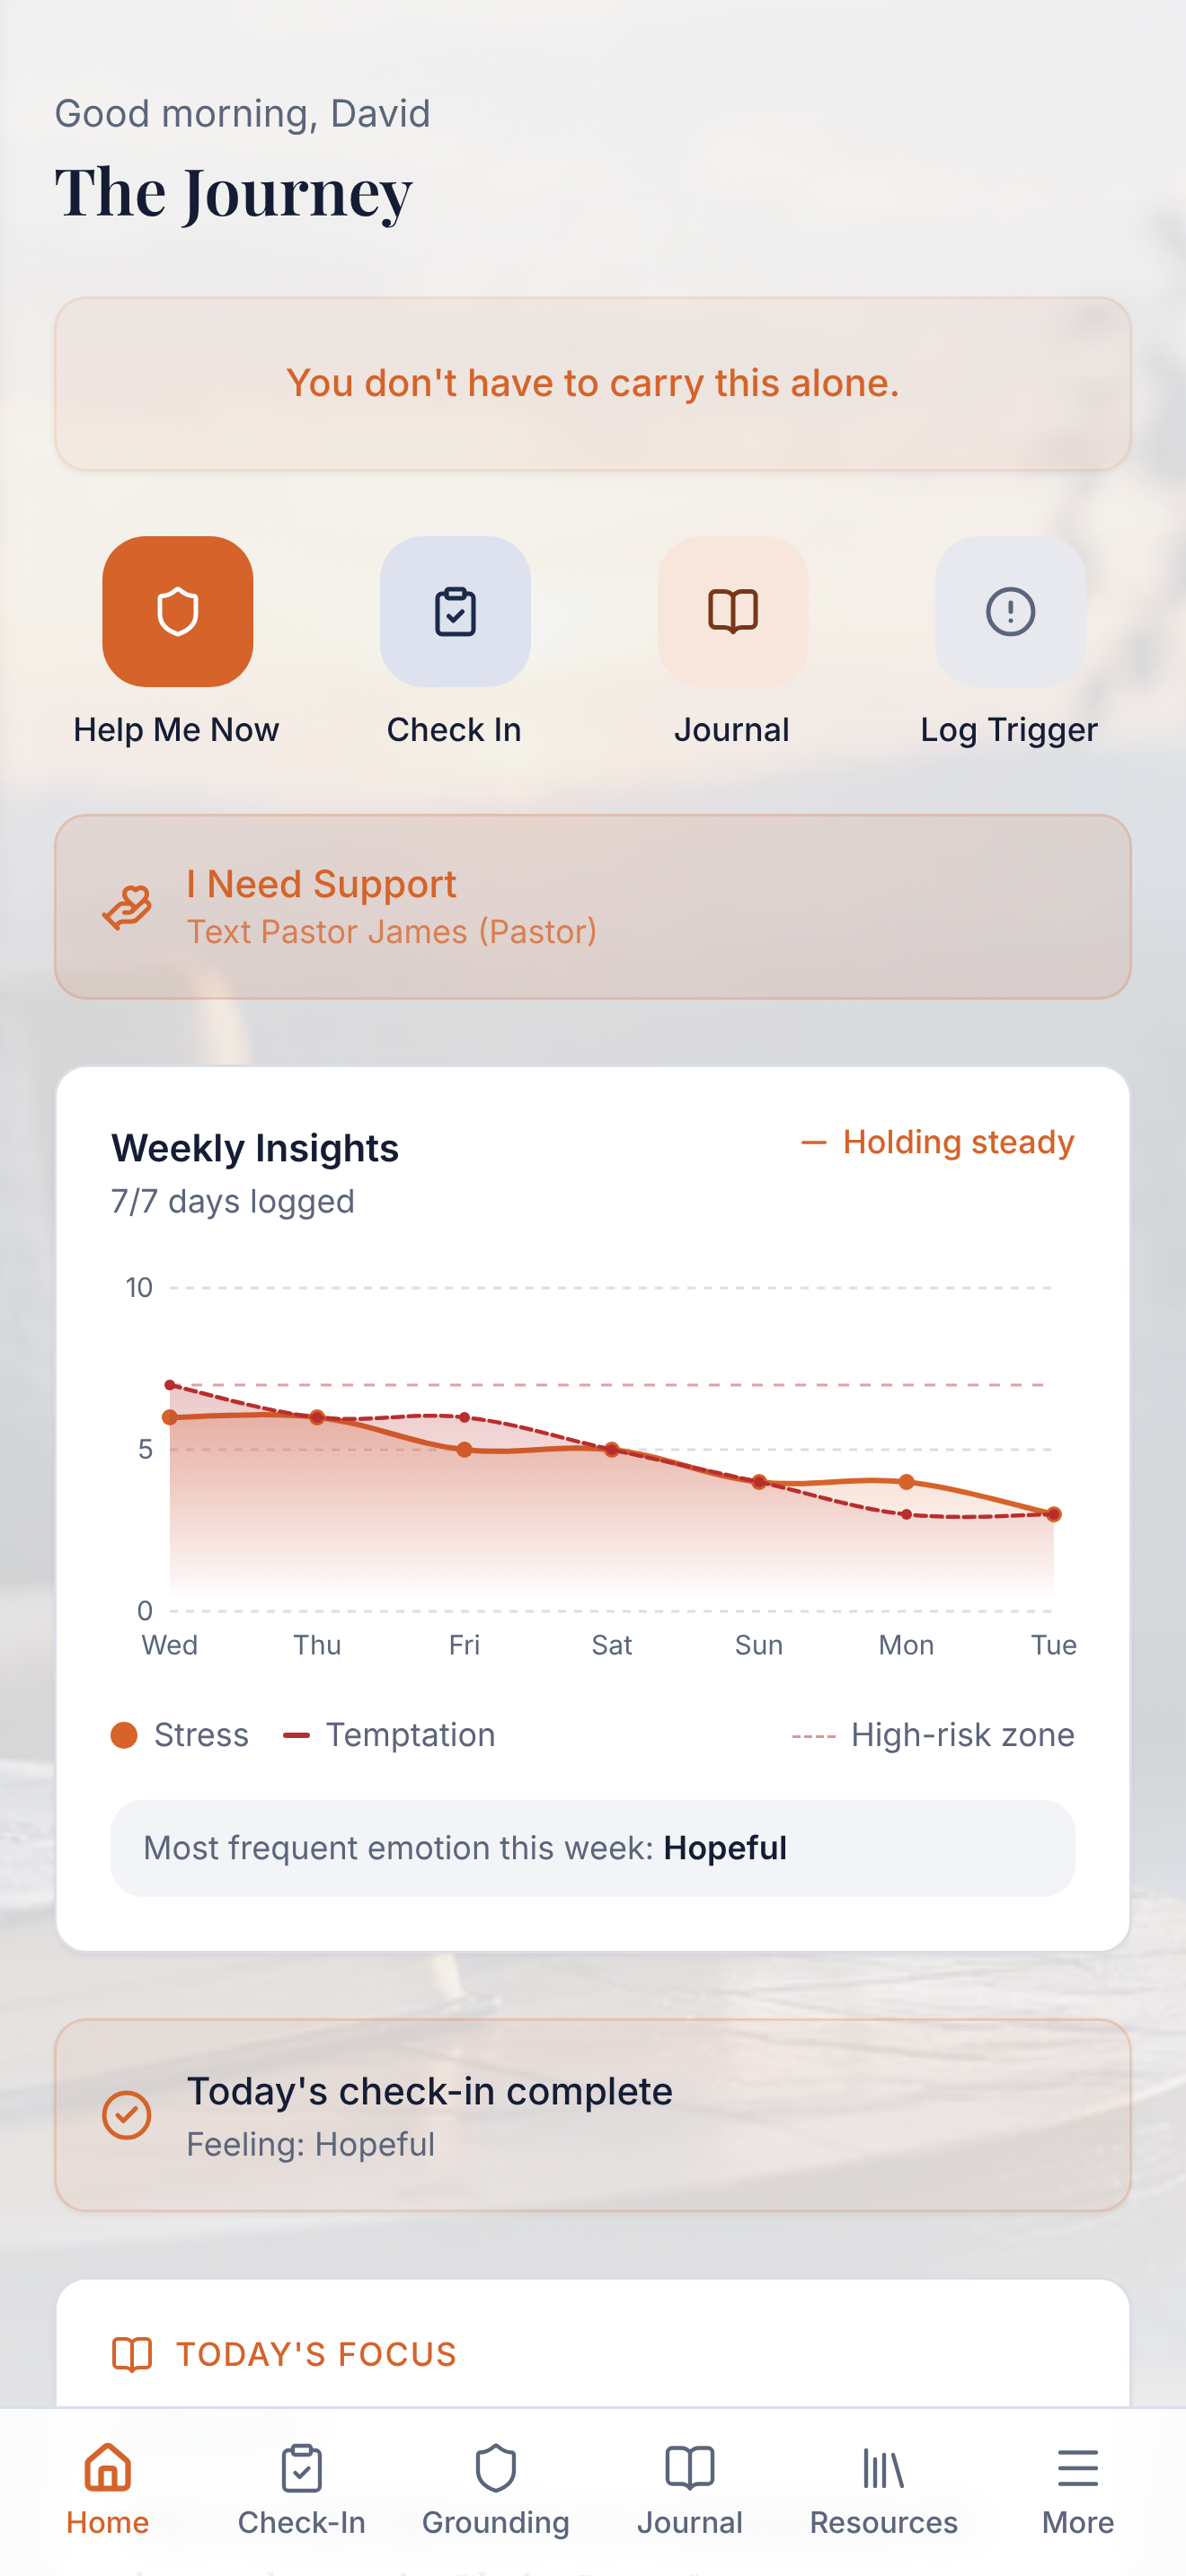 Good morning, David
The Journey
You don't have to carry this alone.
Help Me Now
Check In
Journal
Log Trigger
I Need Support
Text Pastor James (Pastor)
Weekly Insights
— Holding steady
7/7 days logged
10
5
0
Wed Thu Fri Sat Sun Mon Tue
Stress
Temptation
High-risk zone
Most frequent emotion this week: Hopeful
Today's check-in complete
Feeling: Hopeful
TODAY'S FOCUS
Home
Check-In
Grounding
Journal
Resources
More